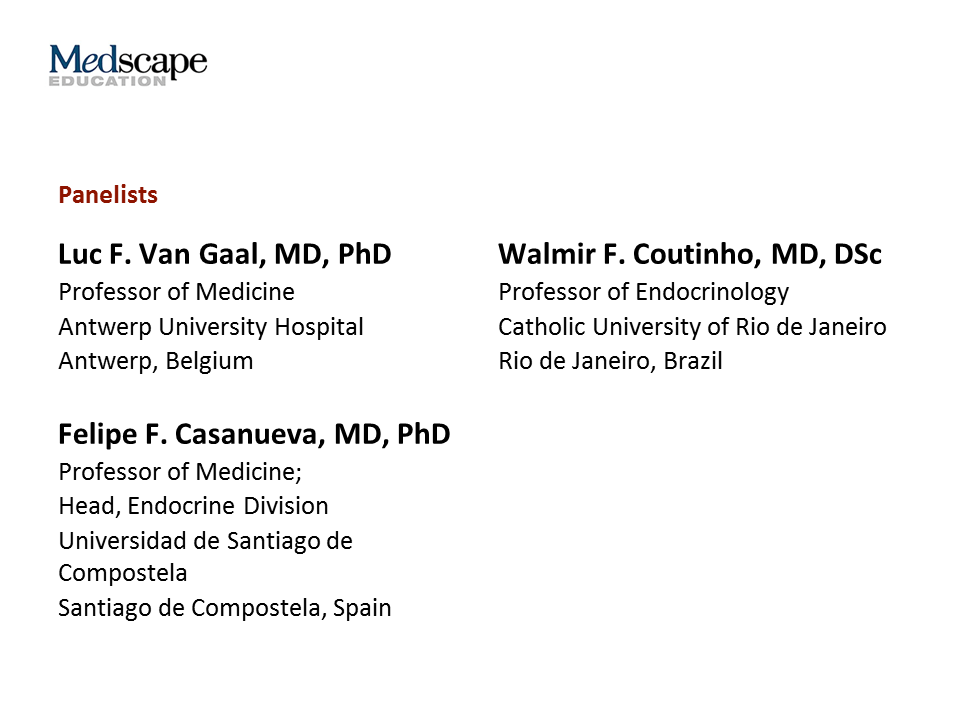 Medscape
EDUCATION
Panelists
Luc F. Van Gaal, MD, PhD
Professor of Medicine
Antwerp University Hospital
Antwerp, Belgium
Walmir F. Coutinho, MD, DSc
Professor of Endocrinology
Catholic University of Rio de Janeiro
Rio de Janeiro, Brazil
Felipe F. Casanueva, MD, PhD
Professor of Medicine;
Head, Endocrine Division
Universidad de Santiago de
Compostela
Santiago de Compostela, Spain